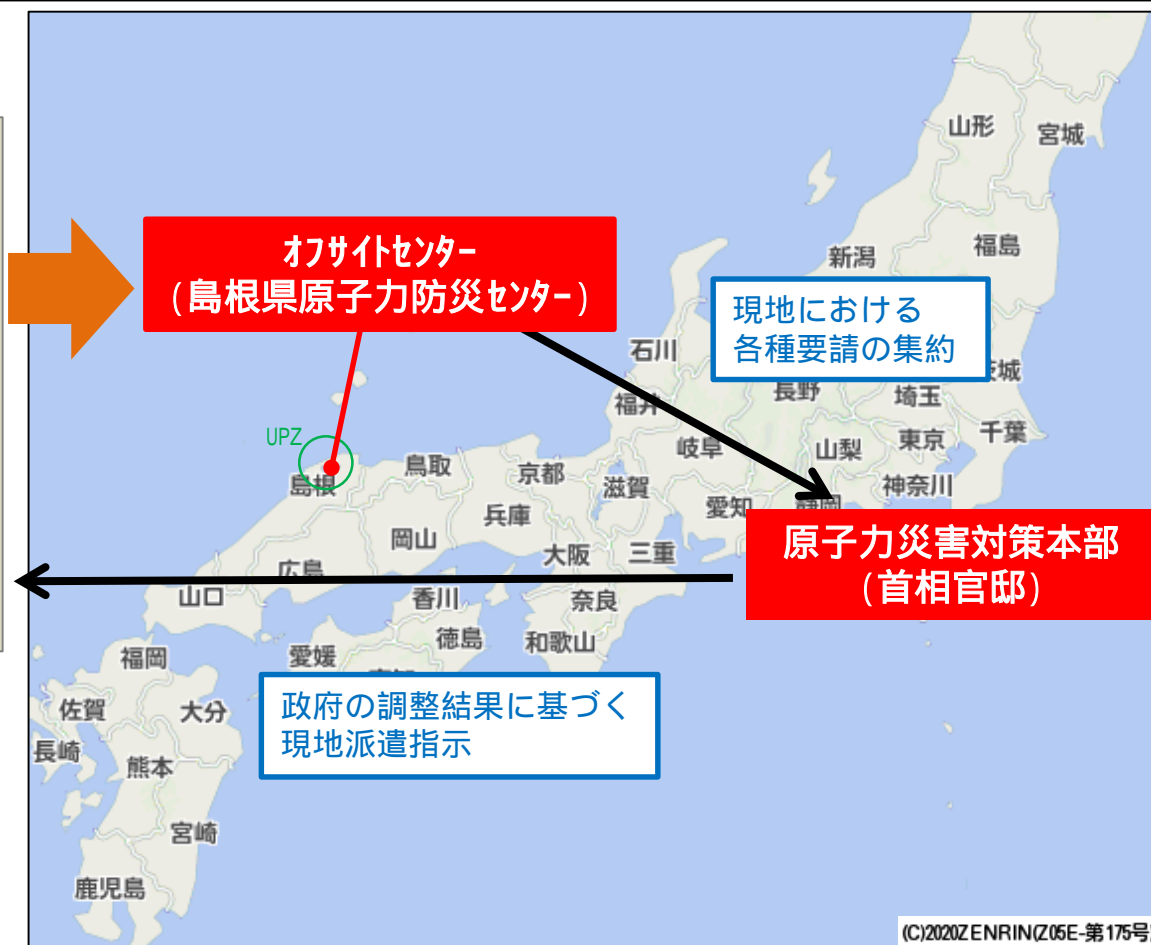 山形
宮城
オフサイトセンター
(島根県原子力防災センター)
新潟
福島
現地における
各種要請の集約
石川
茨城
長野
埼玉
福井
岐阜
山梨
東京
千葉
UPZ
鳥取
京都
滋賀
神奈川
島根
愛知
静岡
兵庫
岡山
大阪
三重
原子力災害対策本部
(首相官邸)
広島
山口
香川
奈良
徳島
和歌山
福岡
愛媛
佐賀
大分
政府の調整結果に基づく
現地派遣指示
長崎
熊本
宮崎
鹿児島
(C)2020ZENRIN(Z05E-第175号